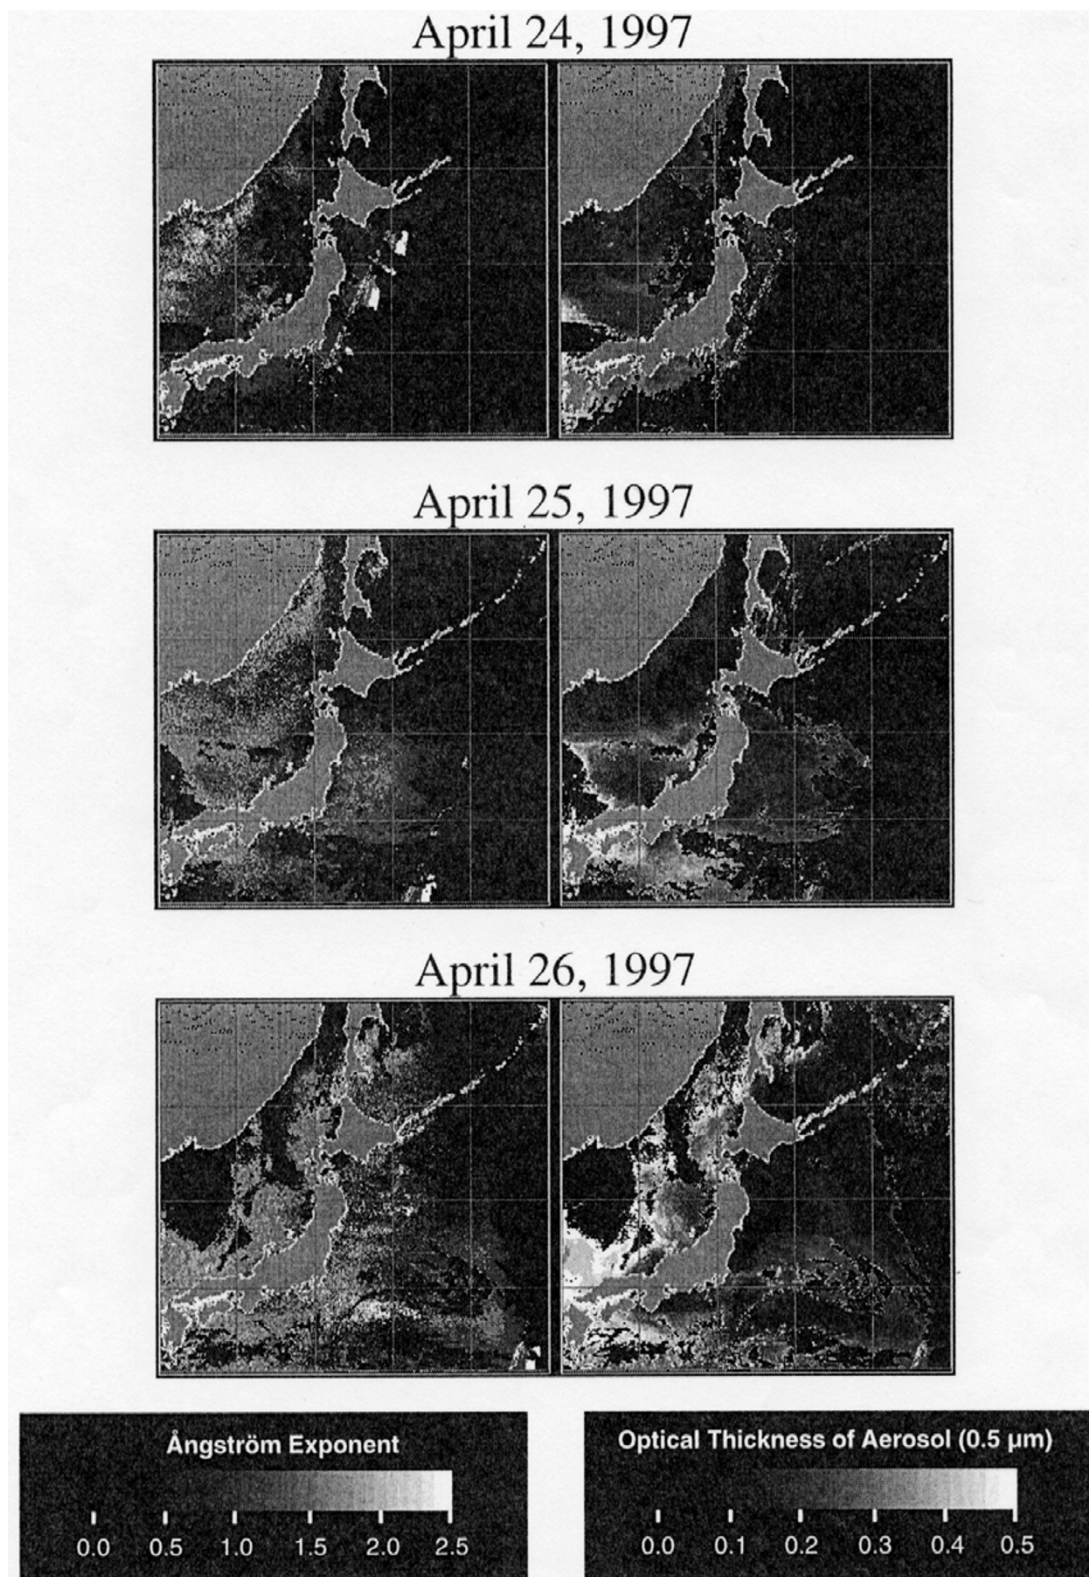 April 24, 1997
April 25, 1997
April 26, 1997
Ångström Exponent
0.0 0.5 1.0 1.5 2.0 2.5
Optical Thickness of Aerosol (0.5 μm)
0.0 0.1 0.2 0.3 0.4 0.5